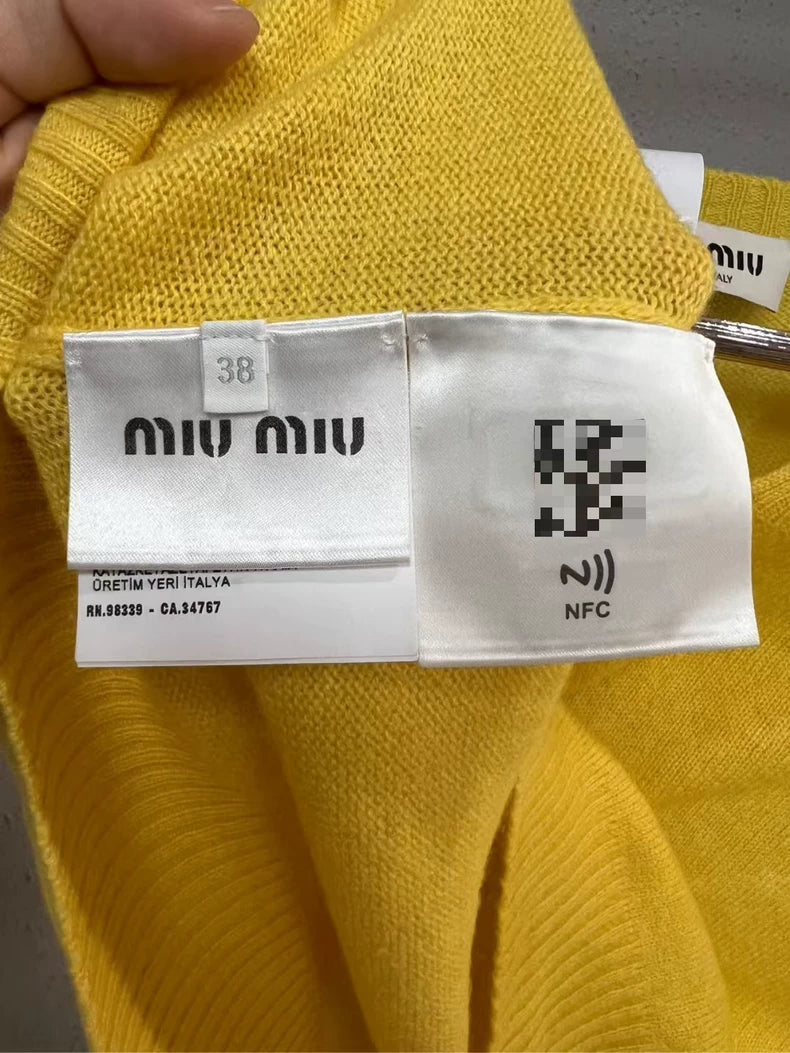 MIU
ALY
38
MIU MIU
ÜRETİM YERİ İTALYA
RN.98339 - CA.34767
NFC